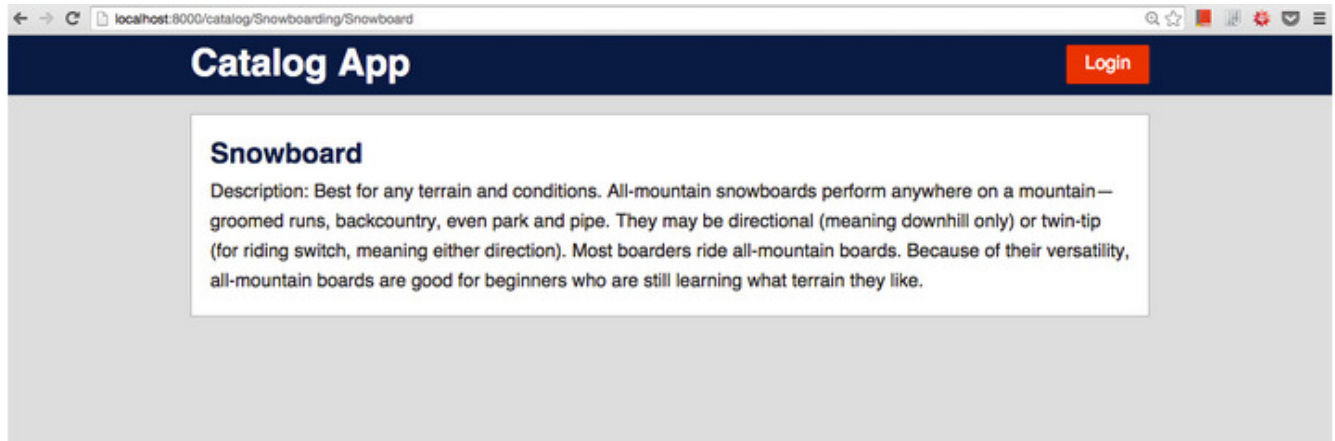 localhost:8000/catalog/Snowboarding/Snowboard
Catalog App
Login
Snowboard
Description: Best for any terrain and conditions. All-mountain snowboards perform anywhere on a mountain—
groomed runs, backcountry, even park and pipe. They may be directional (meaning downhill only) or twin-tip
(for riding switch, meaning either direction). Most boarders ride all-mountain boards. Because of their versatility,
all-mountain boards are good for beginners who are still learning what terrain they like.